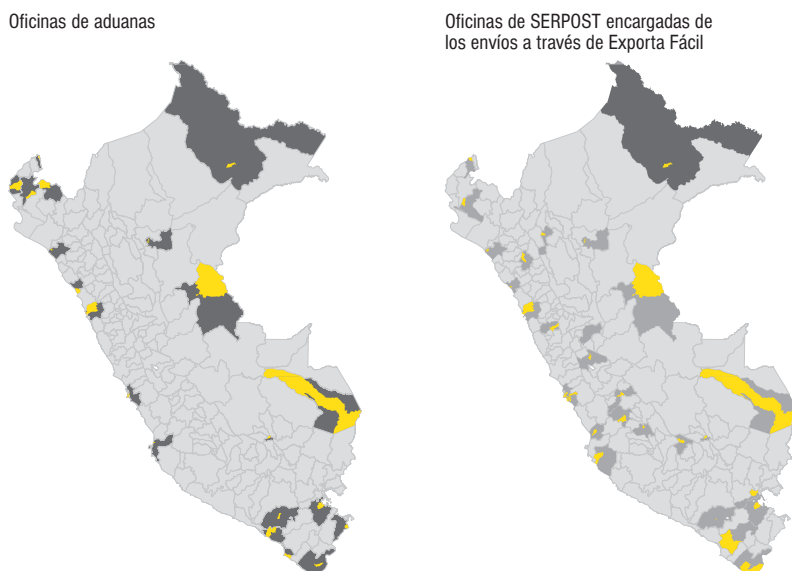 Oficinas de aduanas
Oficinas de SERPOST encargadas de
los envíos a través de Exporta Fácil